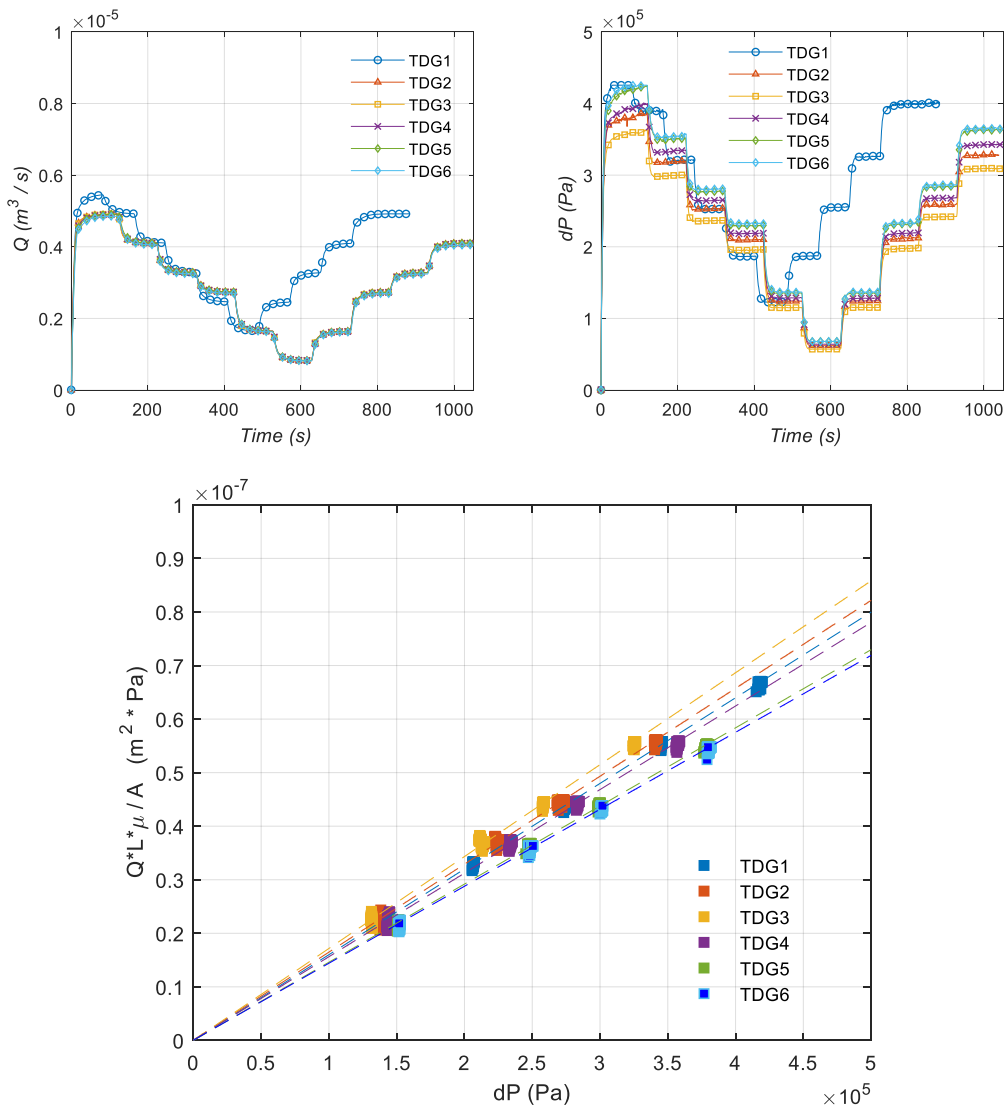 ×10⁻⁵
1
0.8
0.6
0.4
0.2
0
Q (m³ / s)
0 200 400 600 800 1000
Time (s)
TDG1
TDG2
TDG3
TDG4
TDG5
TDG6
×10⁵
5
4
3
2
1
0
dP (Pa)
0 200 400 600 800 1000
Time (s)
TDG1
TDG2
TDG3
TDG4
TDG5
TDG6
×10⁻⁷
1
0.9
0.8
0.7
0.6
0.5
0.4
0.3
0.2
0.1
0
Q*L*μ / A (m² * Pa)
TDG1
TDG2
TDG3
TDG4
TDG5
TDG6
0 0.5 1 1.5 2 2.5 3 3.5 4 4.5 5
dP (Pa)
×10⁵